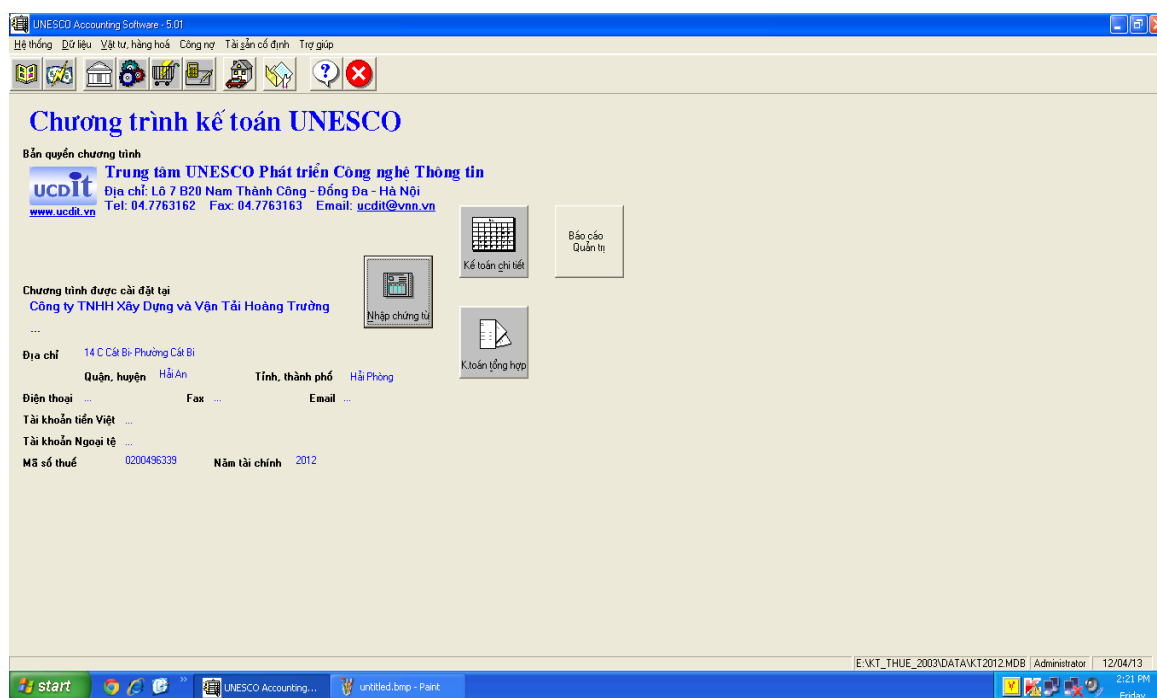 UNESCO Accounting Software - 5.01
Hệ thống Dữ liệu Vật tư, hàng hoá Công nợ Tài sản cố định Trợ giúp
Chương trình kế toán UNESCO
Bản quyền chương trình
Trung tâm UNESCO Phát triển Công nghệ Thông tin
UCDIT
Địa chỉ: Lô 7 B20 Nam Thành Công - Đống Đa - Hà Nội
www.ucdit.vn
Tel: 04.7763162 Fax: 04.7763163 Email: ucdit@vnn.vn
Kế toán chi tiết
Báo cáo
Quản trị
Nhập chứng từ
K.toán tổng hợp
Chương trình được cài đặt tại
Công ty TNHH Xây Dựng và Vận Tải Hoàng Trường
...
Địa chỉ 14 C Cát Bi- Phường Cát Bi
Quận, huyện Hải An Tỉnh, thành phố Hải Phòng
Điện thoại ... Fax ... Email ...
Tài khoản tiền Việt ...
Tài khoản Ngoại tệ ...
Mã số thuế 0200496339 Năm tài chính 2012
E:\KT_THUE_2003\DATA\KT2012.MDB Administrator 12/04/13
start UNESCO Accounting... untitled.bmp - Paint 2:21 PM
Friday